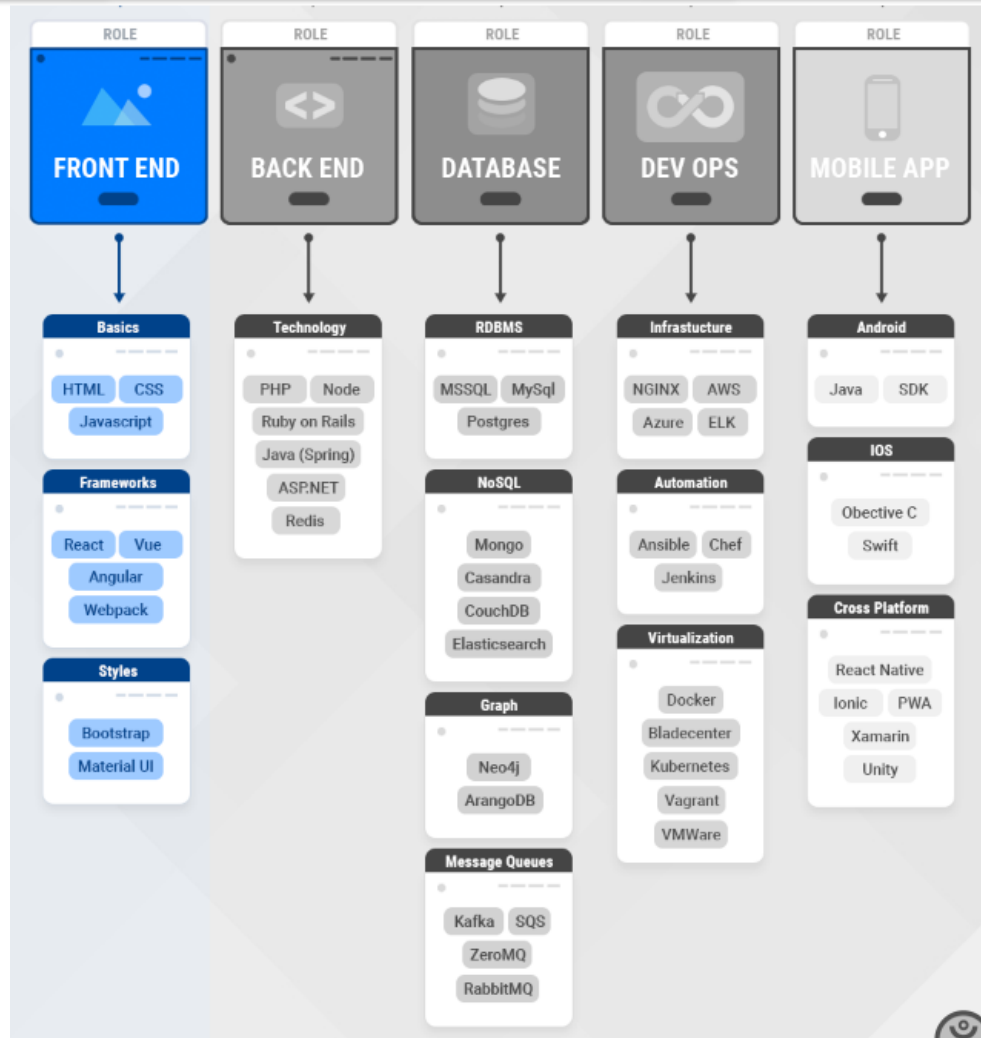 ROLE
FRONT END
Basics
HTML CSS
Javascript
Frameworks
React Vue
Angular
Webpack
Styles
Bootstrap
Material UI
ROLE
BACK END
Technology
PHP Node
Ruby on Rails
Java (Spring)
ASP.NET
Redis
ROLE
DATABASE
RDBMS
MSSQL MySql
Postgres
NoSQL
Mongo
Casandra
CouchDB
Elasticsearch
Graph
Neo4j
ArangoDB
Message Queues
Kafka SQS
ZeroMQ
RabbitMQ
ROLE
DEV OPS
Infrastucture
NGINX AWS
Azure ELK
Automation
Ansible Chef
Jenkins
Virtualization
Docker
Bladecenter
Kubernetes
Vagrant
VMWare
ROLE
MOBILE APP
Android
Java SDK
IOS
Obective C
Swift
Cross Platform
React Native
Ionic PWA
Xamarin
Unity